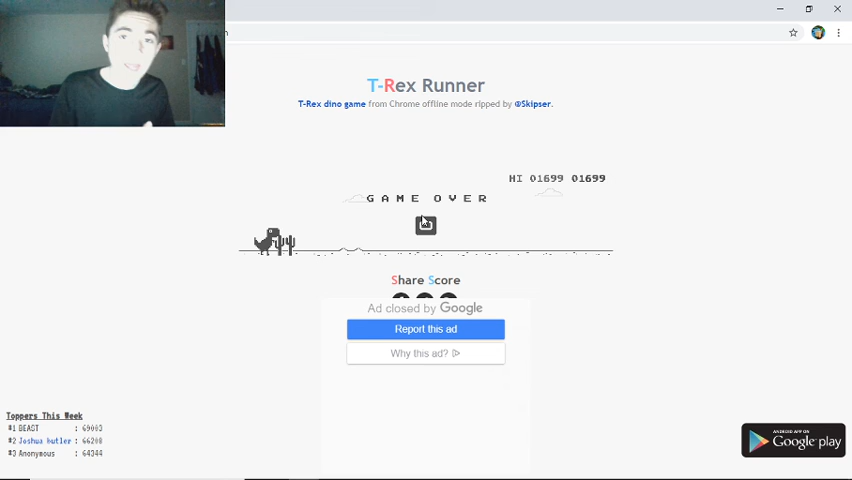 T-Rex Runner
T-Rex dino game from Chrome offline mode ripped by @Skipser.
HI 01699 01699
GAME OVER
Share Score
Ad closed by Google
Report this ad
Why this ad?
Toppers This Week
#1 BEAST : 69003
#2 Joshua butler : 66208
#3 Anonymous : 64344
ANDROID APP ON
Google play